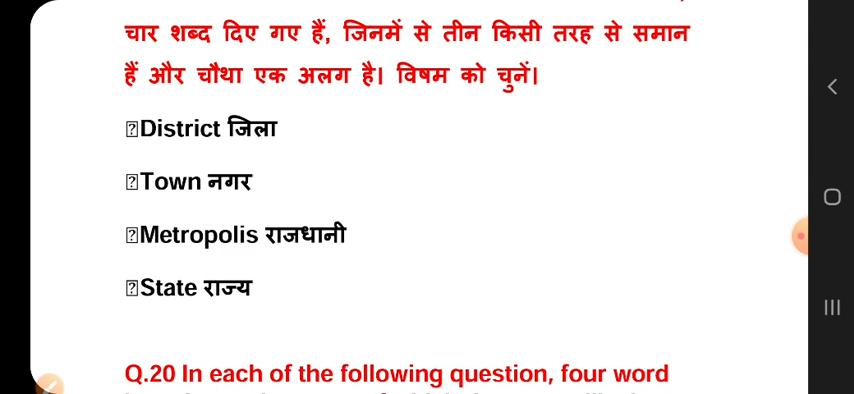 चार शब्द दिए गए हैं, जिनमें से तीन किसी तरह से समान
हैं और चौथा एक अलग है। विषम को चुनें।
District जिला
Town नगर
Metropolis राजधानी
State राज्य
Q.20 In each of the following question, four word